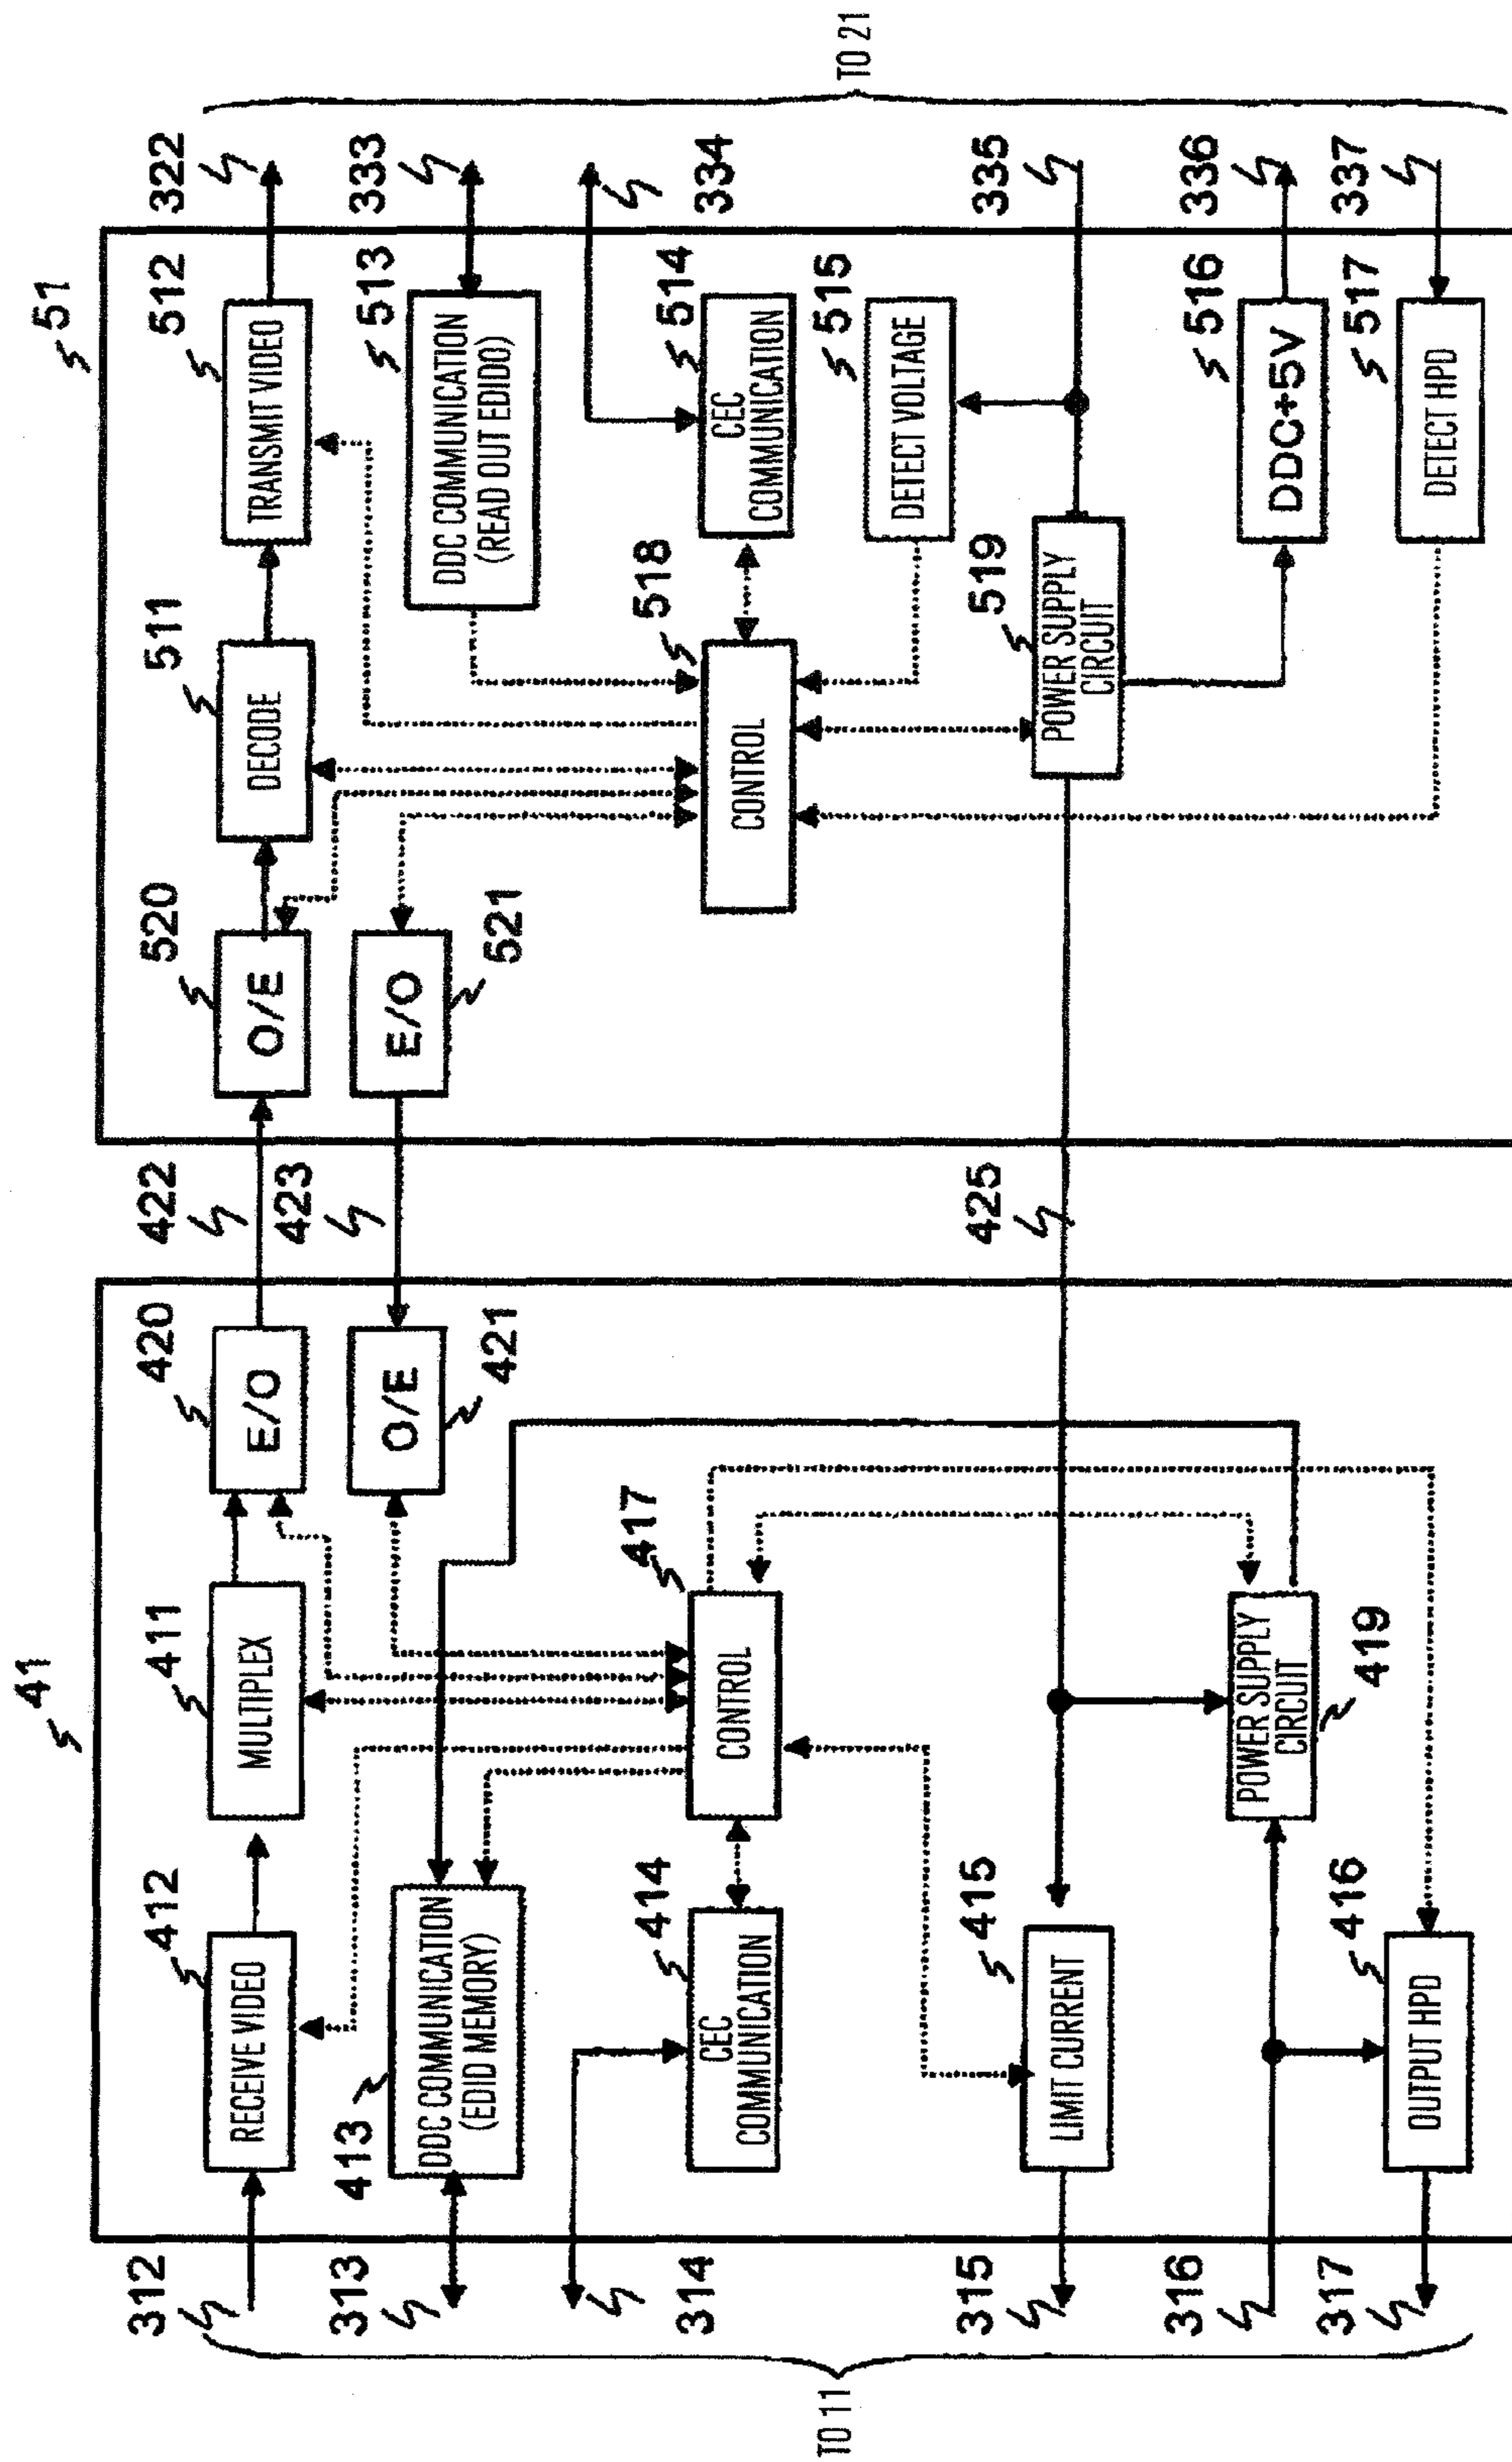 41
51
TO 11
TO 21
312
412
RECEIVE VIDEO
411
MULTIPLEX
420
E/O
422
520
O/E
511
DECODE
512
TRANSMIT VIDEO
322
313
413
DDC COMMUNICATION
(EDID MEMORY)
421
O/E
423
521
E/O
513
DDC COMMUNICATION
(READ OUT EDIDO)
333
314
414
CEC
COMMUNICATION
417
CONTROL
518
CONTROL
514
CEC
COMMUNICATION
334
315
415
LIMIT CURRENT
425
519
POWER SUPPLY
CIRCUIT
515
DETECT VOLTAGE
335
316
419
POWER SUPPLY
CIRCUIT
516
DDC+5V
336
317
416
OUTPUT HPD
517
DETECT HPD
337